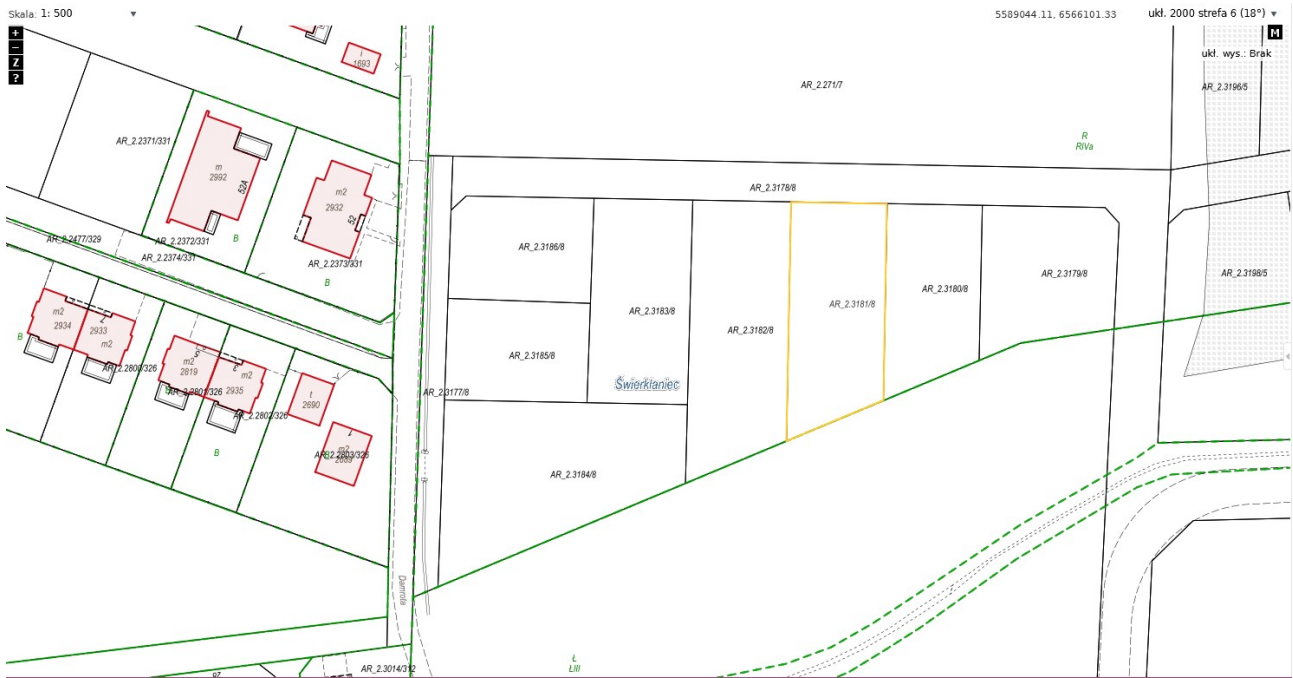 Skala: 1: 500
5589044.11, 6566101.33
ukł. 2000 strefa 6 (18°)
+
M
−
Z
?
ukł. wys.: Brak
i
1693
AR_2.271/7
AR_2.3196/5
R
RIVa
AR_2.2371/331
m
2992
52A
m2
2932
52
AR_2.3178/8
AR_2.2477/329
AR_2.2372/331
B
AR_2.2374/331
AR_2.2373/331
B
AR_2.3186/8
AR_2.3179/8
AR_2.3198/5
AR_2.3180/8
AR_2.3181/8
AR_2.3183/8
AR_2.3182/8
m2
2934
2933
m2
B
AR_2.3185/8
m2
2819
AR_2.2800/326
m2
2935
AR_2.2801/326
Świerklaniec
AR_2.3177/8
t
2690
AR_2.2802/326
B
m2
AR_2.2803/326
2689
AR_2.3184/8
Damrota
Ł
ŁIII
AR_2.3014/312